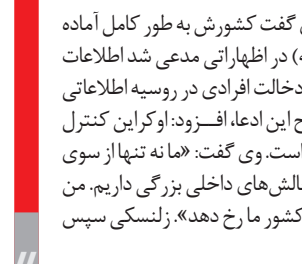 گفت کشورش به طور کامل آماده
) در اظهاراتی مدعی شد اطلاعات
دخالت افرادی در روسیه اطلاعاتی
ح این ادعا، افـــزود: اوکراین کنترل
است. وی گفت: «ما نه تنها از سوی
الش‌های داخلی بزرگی داریم. من
کشور ما رخ دهد». زلنسکی سپس